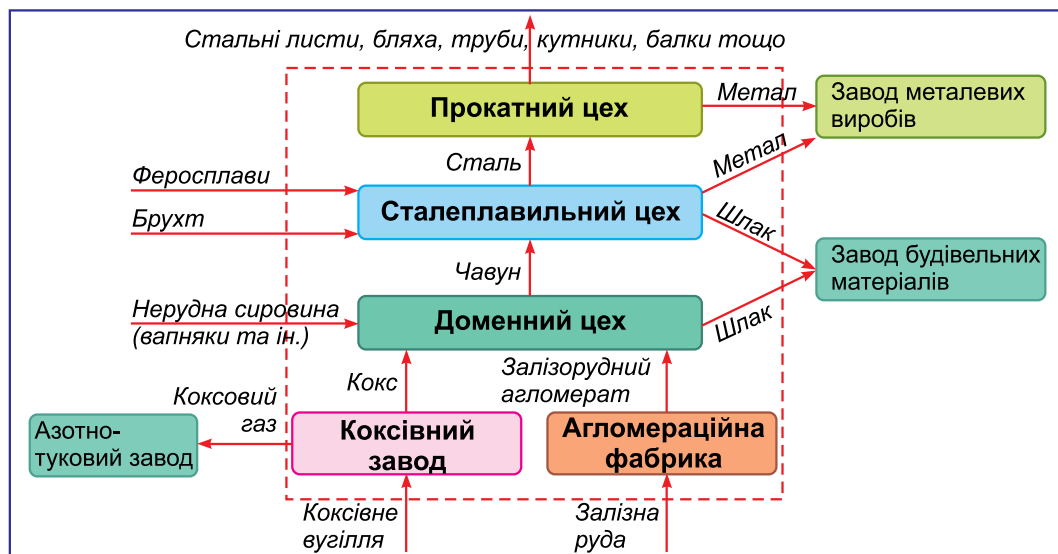 Стальні листи, бляха, труби, кутники, балки тощо
Прокатний цех
Метал
Завод металевих
виробів
Сталь
Метал
Феросплави
Брухт
Сталеплавильний цех
Шлак
Завод будівельних
матеріалів
Чавун
Нерудна сировина
(вапняки та ін.)
Доменний цех
Шлак
Кокс
Залізорудний
агломерат
Коксовий
газ
Азотно-
туковий завод
Коксівний
завод
Агломераційна
фабрика
Коксівне
вугілля
Залізна
руда